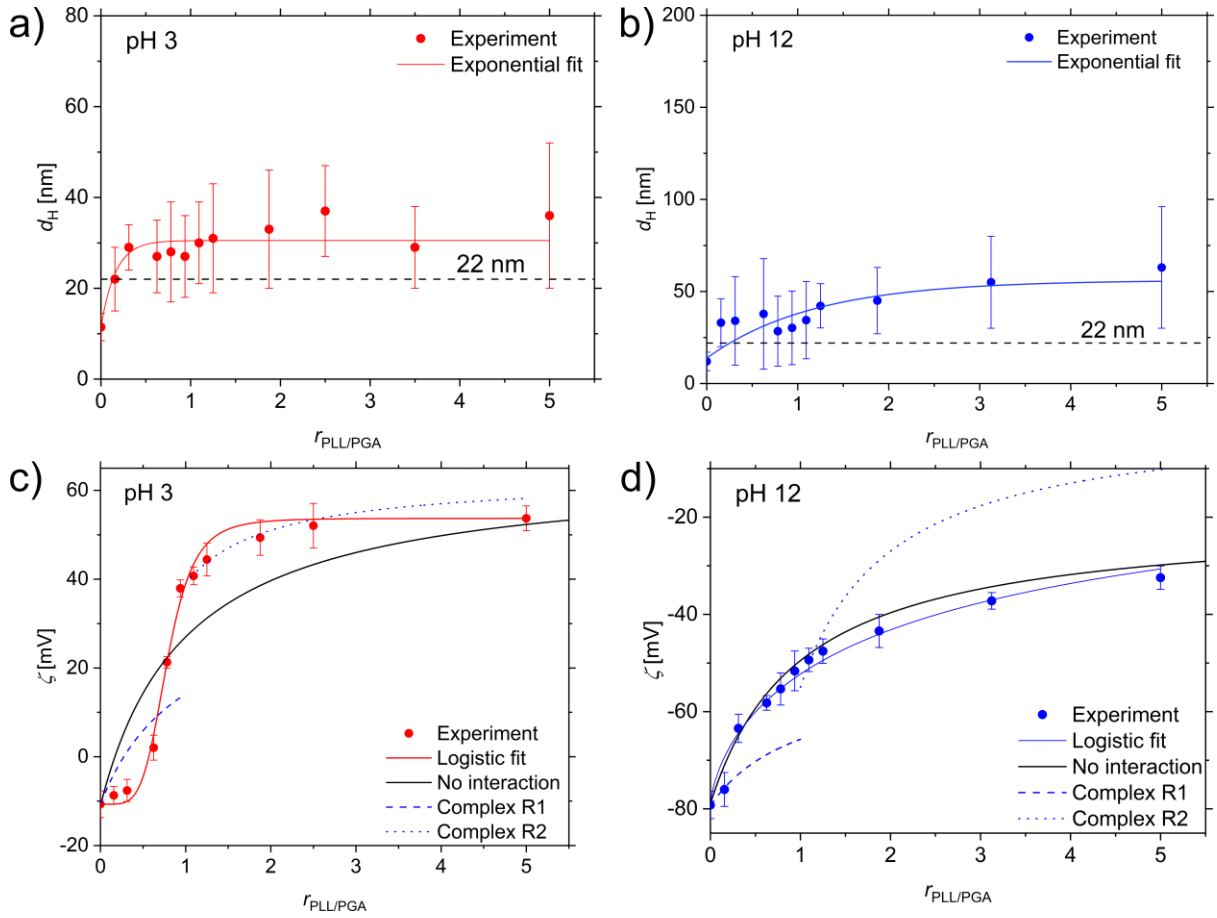 a)
pH 3
Experiment
Exponential fit
80
60
40
20
0
d_H [nm]
22 nm
0 1 2 3 4 5
r_PLL/PGA
b)
pH 12
Experiment
Exponential fit
200
150
100
50
0
d_H [nm]
22 nm
0 1 2 3 4 5
r_PLL/PGA
c)
pH 3
60
40
20
0
-20
ζ [mV]
Experiment
Logistic fit
No interaction
Complex R1
Complex R2
0 1 2 3 4 5
r_PLL/PGA
d)
pH 12
-20
-40
-60
-80
ζ [mV]
Experiment
Logistic fit
No interaction
Complex R1
Complex R2
0 1 2 3 4 5
r_PLL/PGA